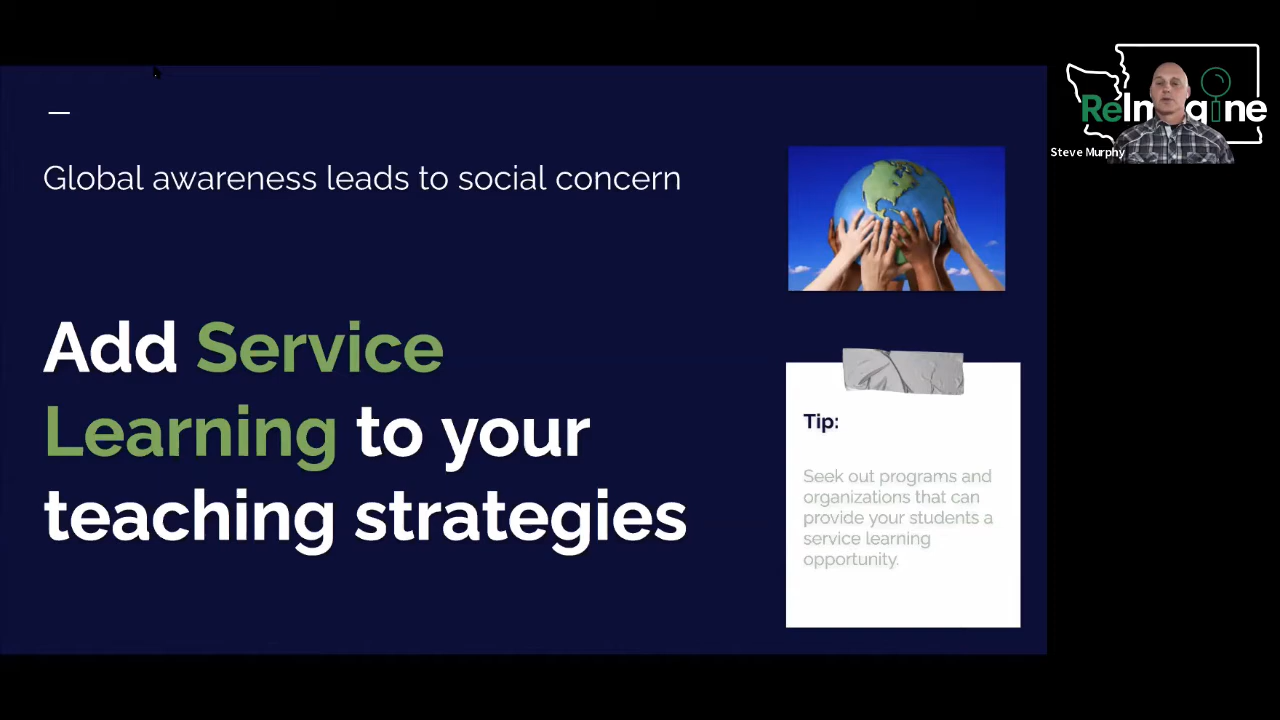 Global awareness leads to social concern
Add Service
Learning to your
teaching strategies
Tip:
Seek out programs and
organizations that can
provide your students a
service learning
opportunity.
ReImagine
Steve Murphy